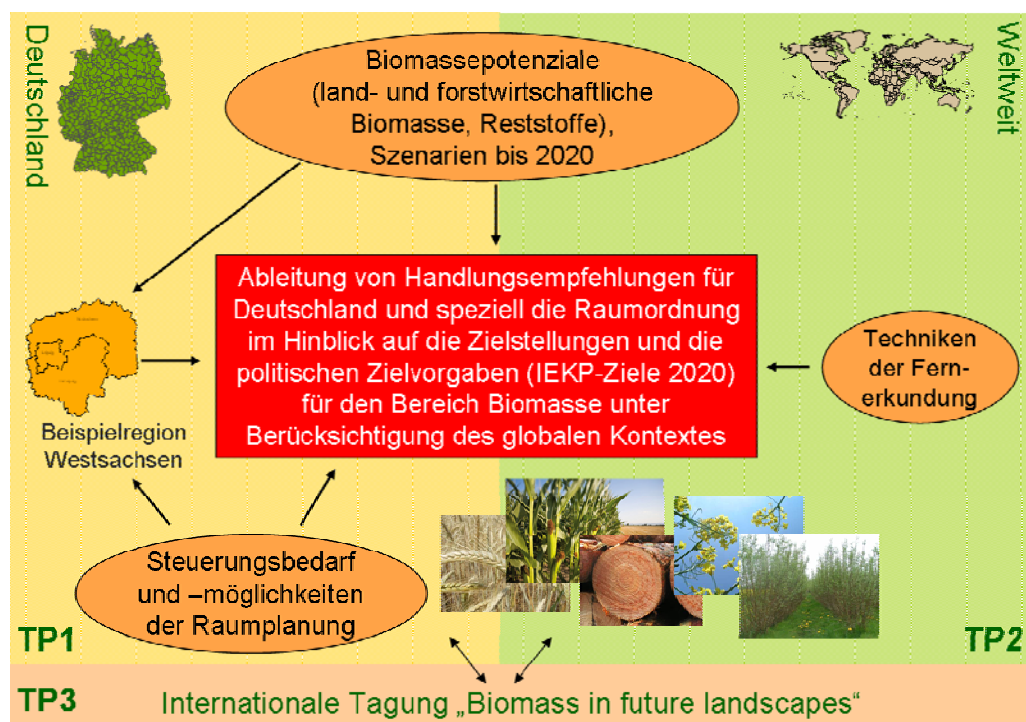 Deutschland
Weltweit
Biomassepotenziale
(land- und forstwirtschaftliche
Biomasse, Reststoffe),
Szenarien bis 2020
Ableitung von Handlungsempfehlungen für
Deutschland und speziell die Raumordnung
im Hinblick auf die Zielstellungen und die
politischen Zielvorgaben (IEKP-Ziele 2020)
für den Bereich Biomasse unter
Berücksichtigung des globalen Kontextes
Techniken
der Fern-
erkundung
Beispielregion
Westsachsen
Steuerungsbedarf
und –möglichkeiten
der Raumplanung
TP1
TP2
TP3
Internationale Tagung „Biomass in future landscapes“